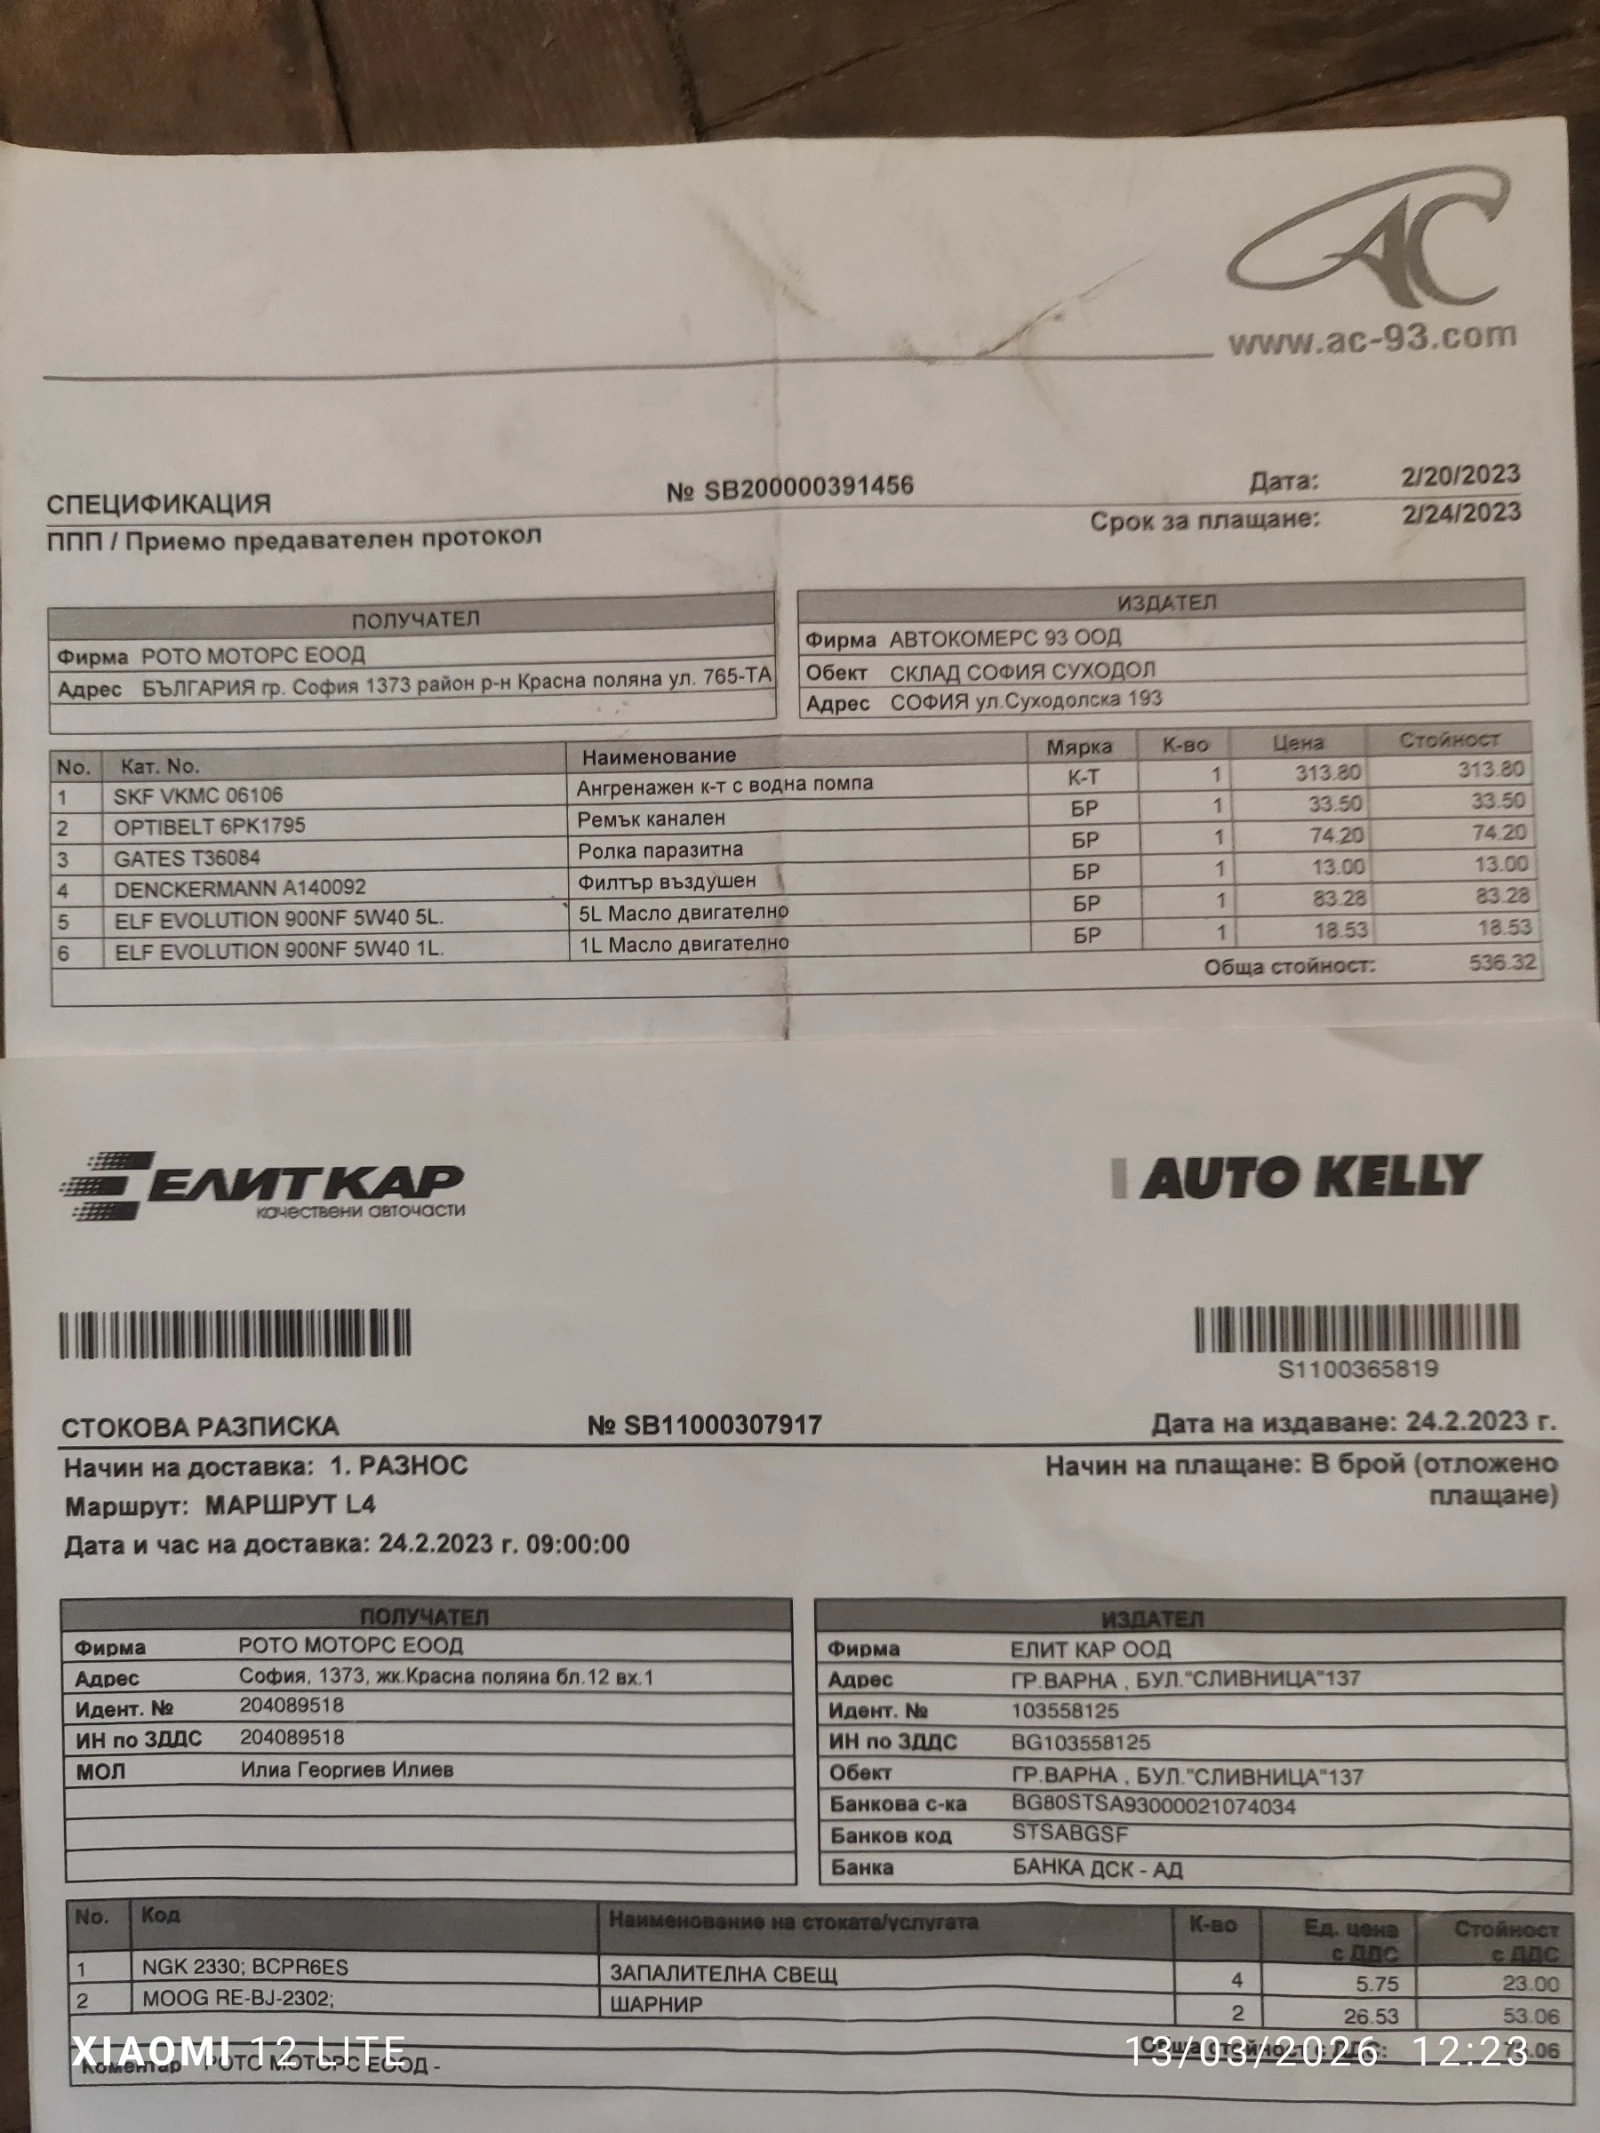 AC
www.ac-93.com
СПЕЦИФИКАЦИЯ № SB200000391456 Дата: 2/20/2023
ППП / Приемо предавателен протокол Срок за плащане: 2/24/2023
ПОЛУЧАТЕЛ
Фирма РОТО МОТОРС ЕООД
Адрес БЪЛГАРИЯ гр. София 1373 район р-н Красна поляна ул. 765-ТА
ИЗДАТЕЛ
Фирма АВТОКОМЕРС 93 ООД
Обект СКЛАД СОФИЯ СУХОДОЛ
Адрес СОФИЯ ул.Суходолска 193
No. Кат. No. Наименование Мярка К-во Цена Стойност
1 SKF VKMC 06106 Ангренажен к-т с водна помпа К-Т 1 313.80 313.80
2 OPTIBELT 6PK1795 Ремък канален БР 1 33.50 33.50
3 GATES T36084 Ролка паразитна БР 1 74.20 74.20
4 DENCKERMANN A140092 Филтър въздушен БР 1 13.00 13.00
5 ELF EVOLUTION 900NF 5W40 5L. 5L Масло двигателно БР 1 83.28 83.28
6 ELF EVOLUTION 900NF 5W40 1L. 1L Масло двигателно БР 1 18.53 18.53
Обща стойност: 536.32
ЕЛИТ КАР
качествени авточасти
AUTO KELLY
S1100365819
СТОКОВА РАЗПИСКА № SB11000307917 Дата на издаване: 24.2.2023 г.
Начин на доставка: 1. РАЗНОС Начин на плащане: В брой (отложено
плащане)
Маршрут: МАРШРУТ L4
Дата и час на доставка: 24.2.2023 г. 09:00:00
ПОЛУЧАТЕЛ
Фирма РОТО МОТОРС ЕООД
Адрес София, 1373, жк.Красна поляна бл.12 вх.1
Идент. № 204089518
ИН по ЗДДС 204089518
МОЛ Илиа Георгиев Илиев
ИЗДАТЕЛ
Фирма ЕЛИТ КАР ООД
Адрес ГР.ВАРНА , БУЛ."СЛИВНИЦА"137
Идент. № 103558125
ИН по ЗДДС BG103558125
Обект ГР.ВАРНА , БУЛ."СЛИВНИЦА"137
Банкова с-ка BG80STSA93000021074034
Банков код STSABGSF
Банка БАНКА ДСК - АД
No. Код Наименование на стоката/услугата К-во Ед. цена с ДДС Стойност с ДДС
1 NGK 2330; BCPR6ES ЗАПАЛИТЕЛНА СВЕЩ 4 5.75 23.00
2 MOOG RE-BJ-2302; ШАРНИР 2 26.53 53.06
Обща стойност с ДДС:
Коментар РОТО МОТОРС ЕООД -
XIAOMI 12 LITE 13/03/2026 12:23